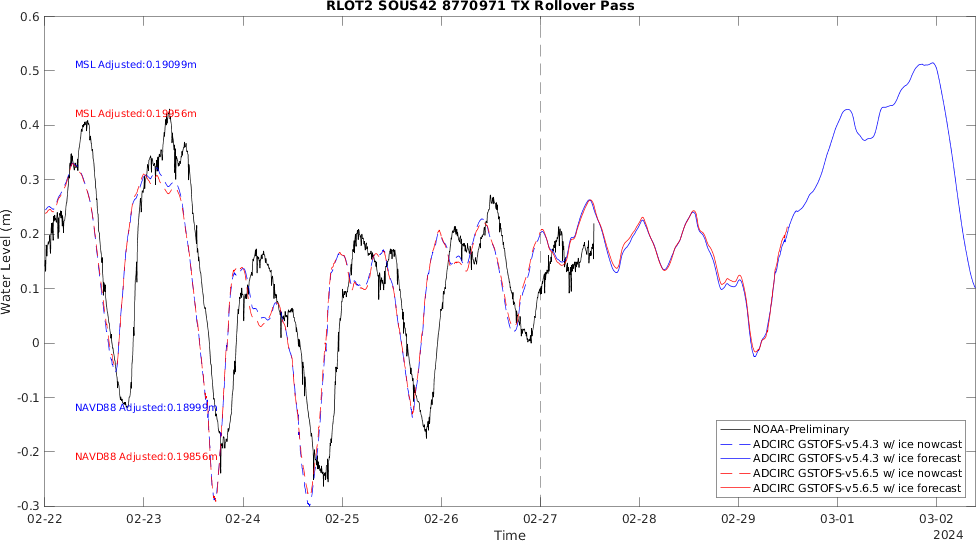 RLOT2 SOUS42 8770971 TX Rollover Pass
0.6
0.5
0.4
0.3
0.2
0.1
0
-0.1
-0.2
-0.3
Water Level (m)
MSL Adjusted:0.19099m
MSL Adjusted:0.19956m
NAVD88 Adjusted:0.18999m
NAVD88 Adjusted:0.19856m
NOAA-Preliminary
ADCIRC GSTOFS-v5.4.3 w/ ice nowcast
ADCIRC GSTOFS-v5.4.3 w/ ice forecast
ADCIRC GSTOFS-v5.6.5 w/ ice nowcast
ADCIRC GSTOFS-v5.6.5 w/ ice forecast
02-22 02-23 02-24 02-25 02-26 02-27 02-28 02-29 03-01 03-02
Time
2024